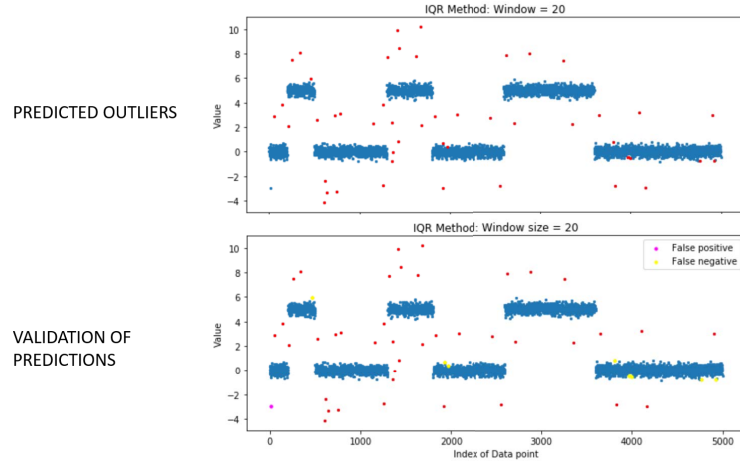 IQR Method: Window = 20
PREDICTED OUTLIERS
Value
10
8
6
4
2
0
−2
−4
IQR Method: Window size = 20
False positive
False negative
VALIDATION OF
PREDICTIONS
Value
10
8
6
4
2
0
−2
−4
0 1000 2000 3000 4000 5000
Index of Data point